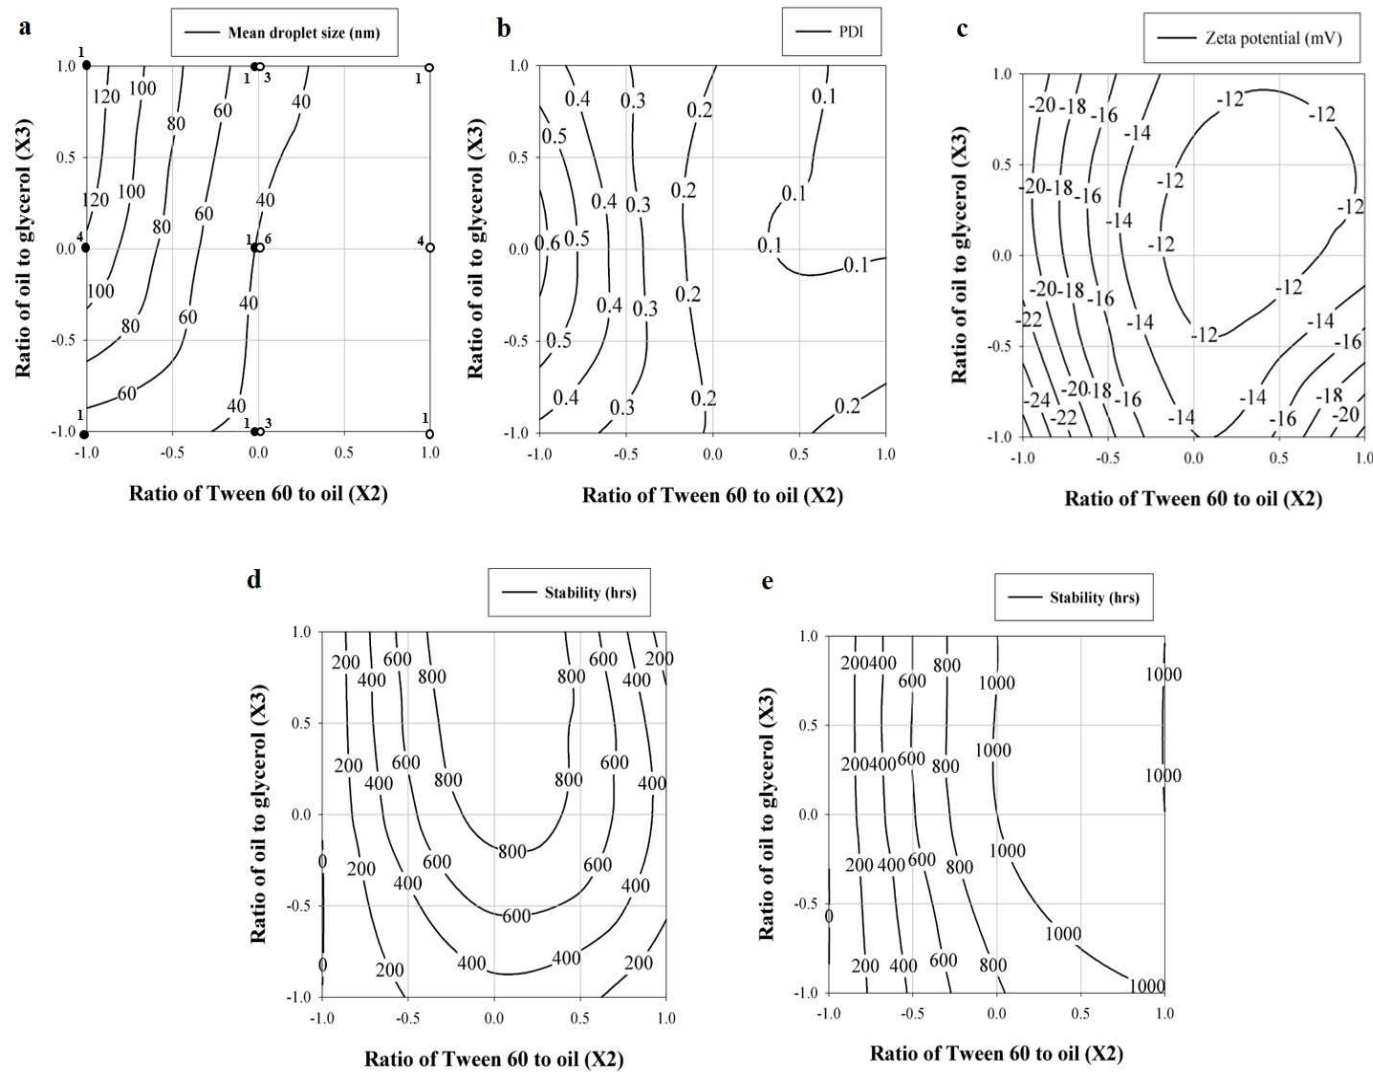 a
Mean droplet size (nm)
1.0
0.5
0.0
-0.5
-1.0
Ratio of oil to glycerol (X3)
1
1 3
1
4
1 6
4
1
1 3
1
120
100
80
60
40
120
100
80
60
40
100
80
60
40
60
40
-1.0 -0.5 0.0 0.5 1.0
Ratio of Tween 60 to oil (X2)
b
PDI
1.0
0.5
0.0
-0.5
-1.0
Ratio of oil to glycerol (X3)
0.4 0.3 0.2 0.1
0.5
0.4 0.3 0.2 0.1
0.6 0.5 0.1 0.1
0.4 0.3 0.2
0.5
0.4 0.3 0.2 0.2
-1.0 -0.5 0.0 0.5 1.0
Ratio of Tween 60 to oil (X2)
c
Zeta potential (mV)
1.0
0.5
0.0
-0.5
-1.0
Ratio of oil to glycerol (X3)
-20 -18 -16 -14 -12 -12
-20 -18 -16 -14 -12 -12
-12
-20 -18 -16 -12
-22 -14 -12 -14
-16
-24 -20 -18 -16 -14 -18
-22 -14 -16 -20
-1.0 -0.5 0.0 0.5 1.0
Ratio of Tween 60 to oil (X2)
d
Stability (hrs)
1.0
0.5
0.0
-0.5
-1.0
Ratio of oil to glycerol (X3)
200 600 600 200
400 800 800 400
200 600 600
400 800 800 400
0 800
200 600 600
400 400
600
0 200 400 400 200
-1.0 -0.5 0.0 0.5 1.0
Ratio of Tween 60 to oil (X2)
e
Stability (hrs)
1.0
0.5
0.0
-0.5
-1.0
Ratio of oil to glycerol (X3)
200 400 600 800 1000 1000
1000
200 400 600 800 1000
1000
200 400 600 800
0
1000
200 400 600 800
1000
-1.0 -0.5 0.0 0.5 1.0
Ratio of Tween 60 to oil (X2)